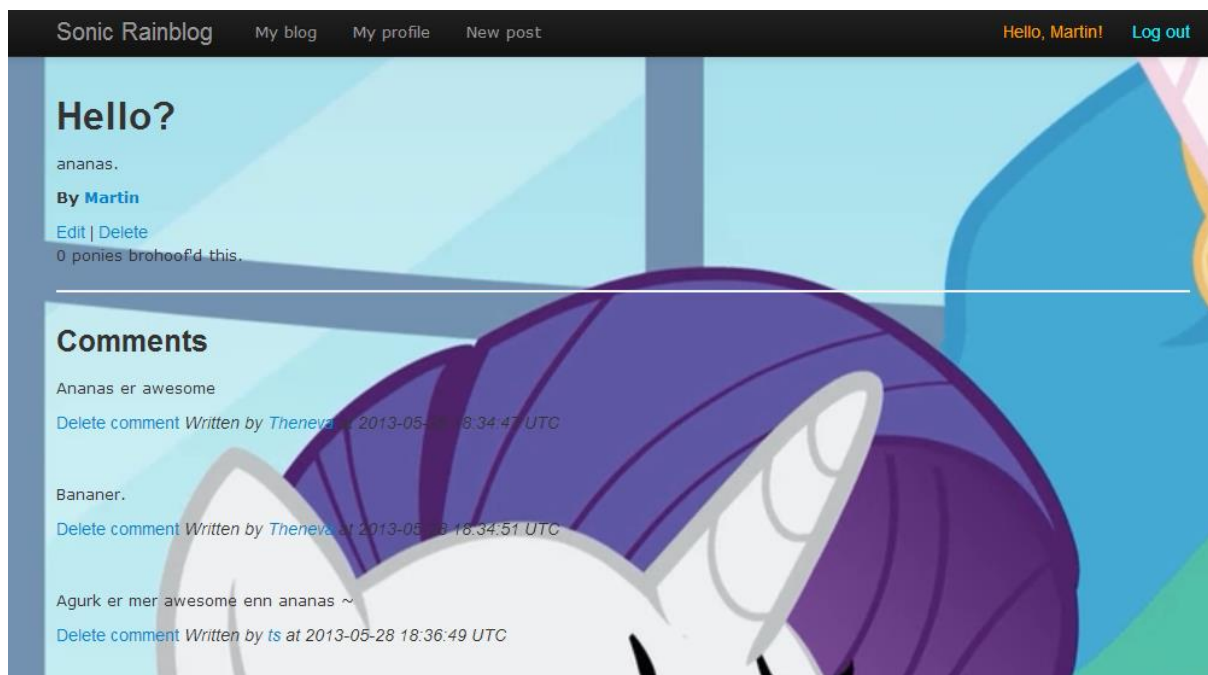 Sonic Rainblog My blog My profile New post Hello, Martin! Log out
Hello?
ananas.
By Martin
Edit | Delete
0 ponies brohoof'd this.
Comments
Ananas er awesome
Delete comment Written by Theneva at 2013-05-28 18:34:47 UTC
Bananer.
Delete comment Written by Theneva at 2013-05-28 18:34:51 UTC
Agurk er mer awesome enn ananas ~
Delete comment Written by ts at 2013-05-28 18:36:49 UTC